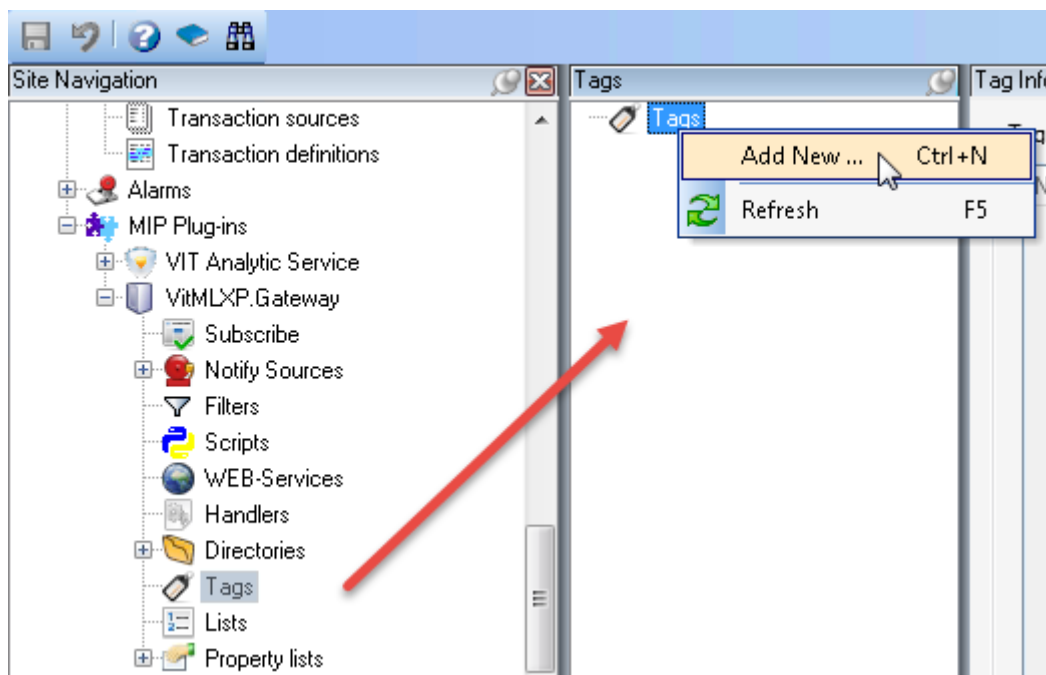 Site Navigation
Transaction sources
Transaction definitions
Alarms
MIP Plug-ins
VIT Analytic Service
VitMLXP.Gateway
Subscribe
Notify Sources
Filters
Scripts
WEB-Services
Handlers
Directories
Tags
Lists
Property lists
Tags
Tags
Add New ... Ctrl+N
Refresh F5
Tag Inf